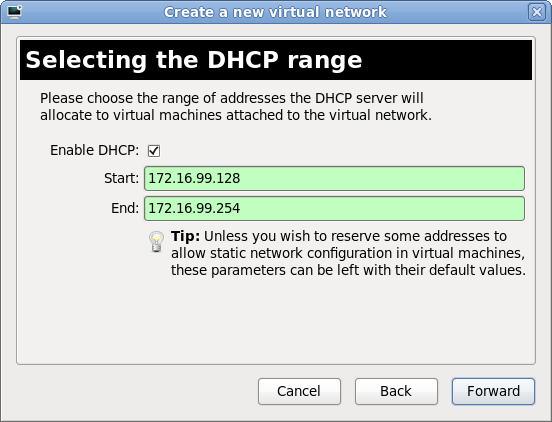 Create a new virtual network
Selecting the DHCP range
Please choose the range of addresses the DHCP server will
allocate to virtual machines attached to the virtual network.
Enable DHCP:
Start: 172.16.99.128
End: 172.16.99.254
Tip: Unless you wish to reserve some addresses to
allow static network configuration in virtual machines,
these parameters can be left with their default values.
Cancel Back Forward